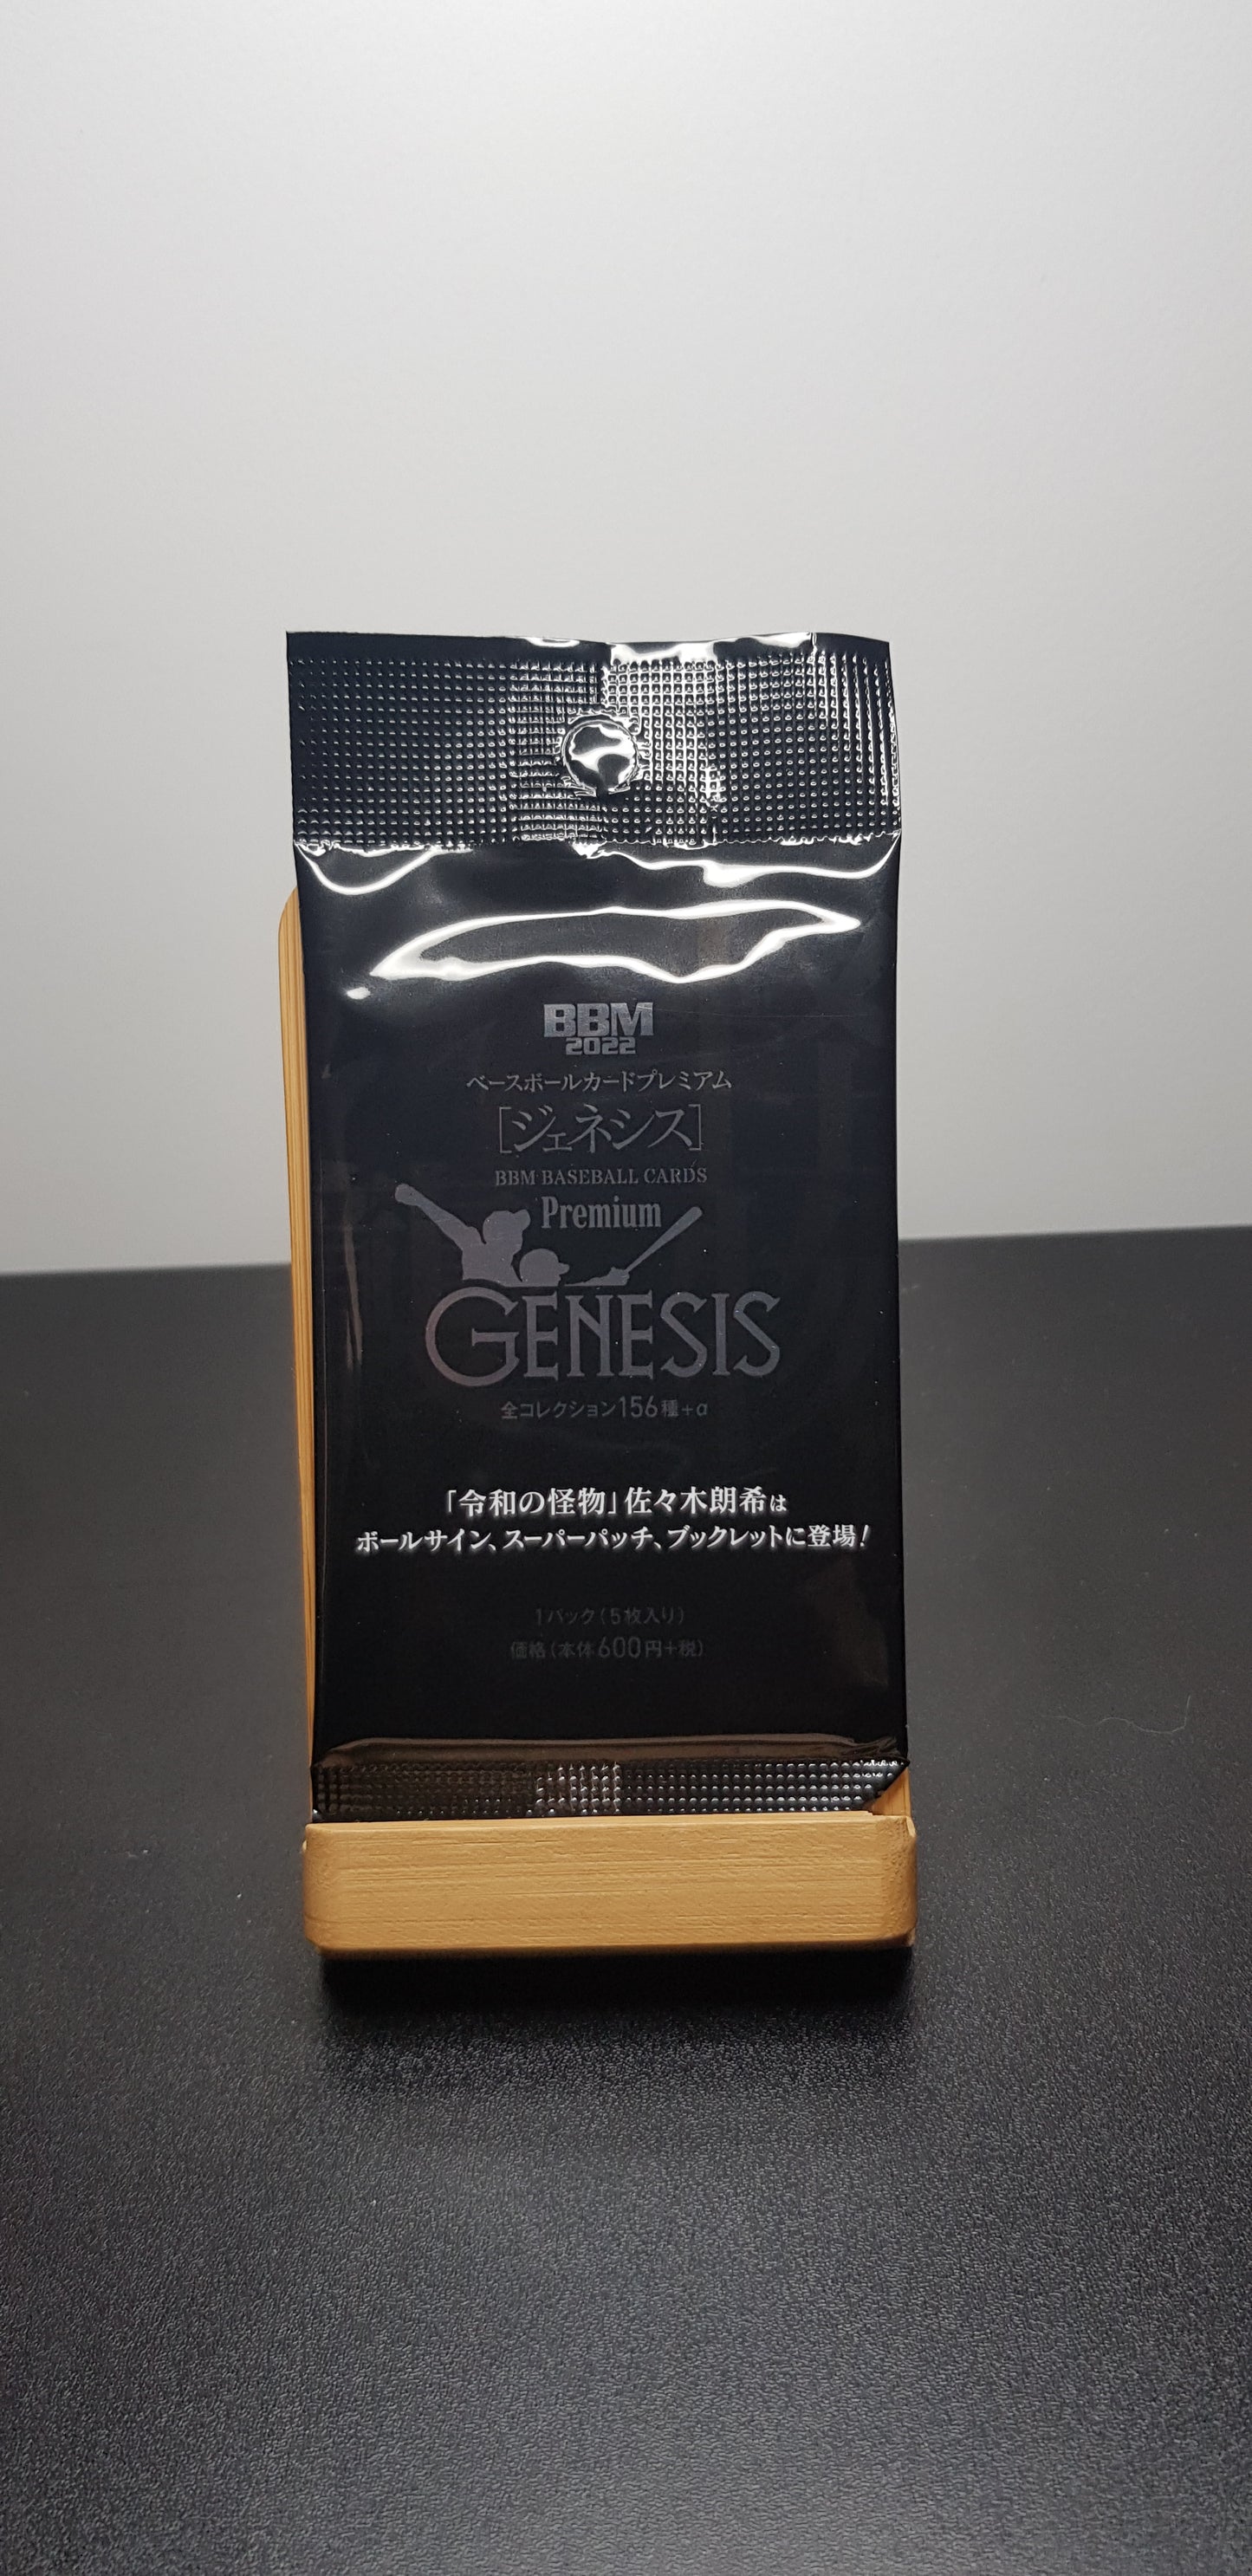 BBM
2022
ベースボールカードプレミアム
[ジェネシス]
BBM BASEBALL CARDS
Premium
GENESIS
全コレクション156種+α
「令和の怪物」佐々木朗希は
ボールサイン、スーパーパッチ、ブックレットに登場!
1パック(5枚入り)
価格(本体600円+税)